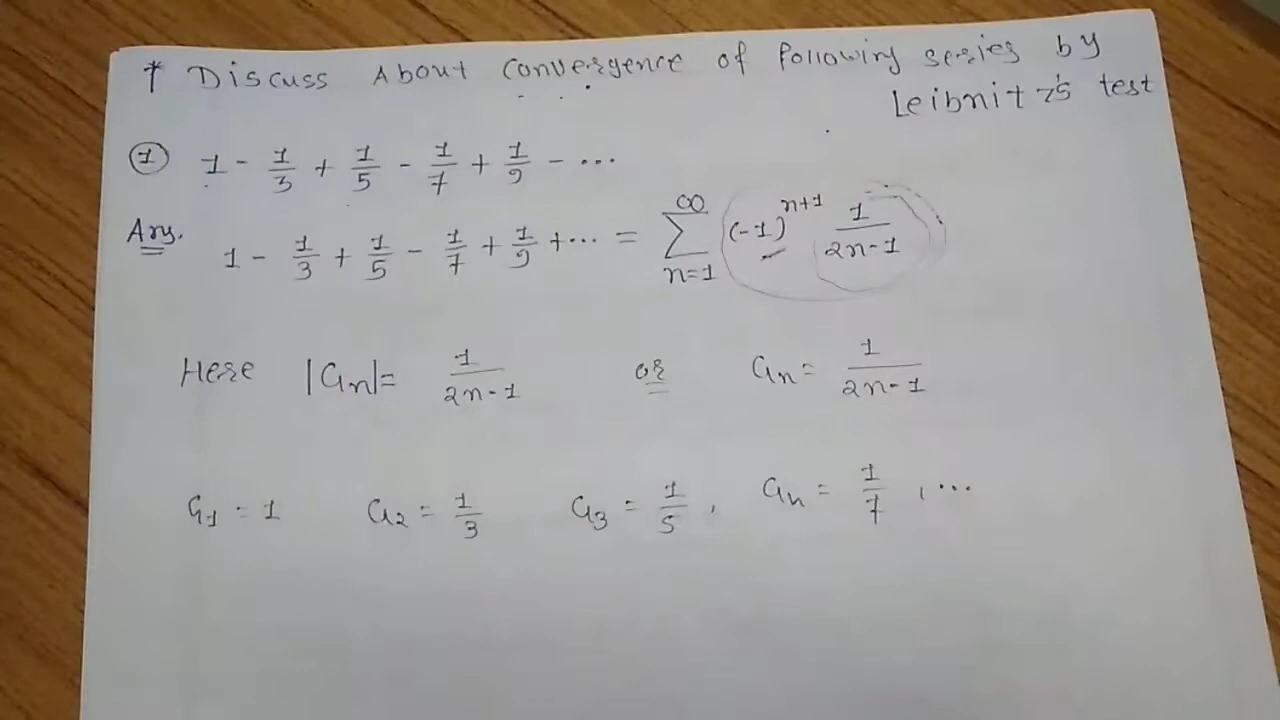 * Discuss About Convergence of following series by
Leibnitz's test
① 1 - 1/3 + 1/5 - 1/7 + 1/9 - ...
Ans. 1 - 1/3 + 1/5 - 1/7 + 1/9 + ... = ∑_{n=1}^{∞} (-1)^{n+1} 1/(2n-1)
Here |an| = 1/(2n-1) or an = 1/(2n-1)
a1 = 1 a2 = 1/3 a3 = 1/5 , an = 1/7 , ...